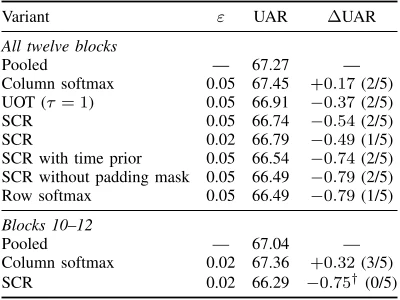 Variant ε UAR ΔUAR
All twelve blocks
Pooled — 67.27 —
Column softmax 0.05 67.45 +0.17 (2/5)
UOT (τ = 1) 0.05 66.91 −0.37 (2/5)
SCR 0.05 66.74 −0.54 (2/5)
SCR 0.02 66.79 −0.49 (1/5)
SCR with time prior 0.05 66.54 −0.74 (2/5)
SCR without padding mask 0.05 66.49 −0.79 (2/5)
Row softmax 0.05 66.49 −0.79 (1/5)
Blocks 10–12
Pooled — 67.04 —
Column softmax 0.02 67.36 +0.32 (3/5)
SCR 0.02 66.29 −0.75† (0/5)